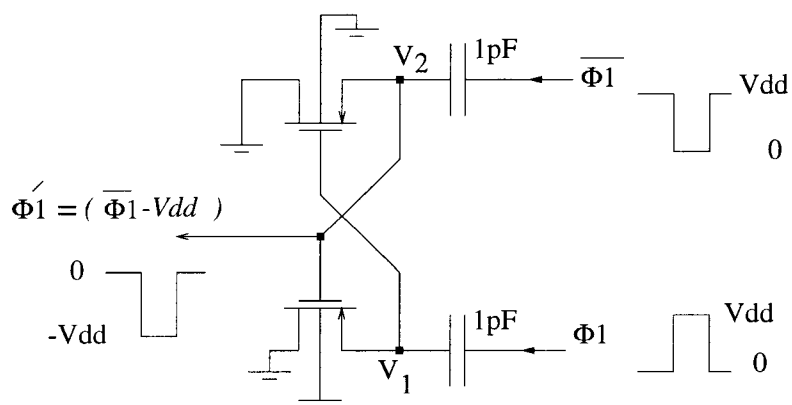 V2 1pF Φ1̅ Vdd
0
Φ1′ = ( Φ1̅ -Vdd )
0
-Vdd
1pF Φ1 Vdd
V1 0